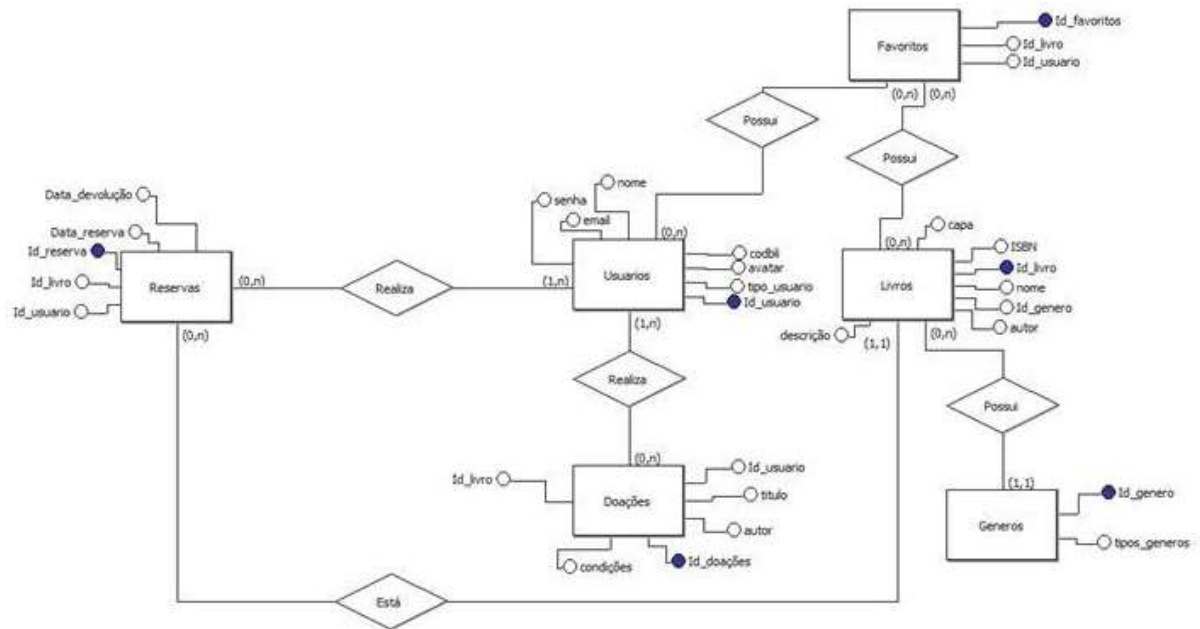 Id_favoritos
Favoritos
Id_livro
Id_usuario
(0,n) (0,n)
Possui
Possui
nome
senha
email
Data_devolução
Data_reserva
Id_reserva
Id_livro
Id_usuario
Reservas
(0,n)
(0,n)
Realiza
(1,n)
(0,n)
Usuarios
codbli
avatar
tipo_usuario
Id_usuario
(1,n)
capa
(0,n)
ISBN
Id_livro
nome
Id_genero
autor
Livros
descrição
(1,1)
(0,n)
Realiza
Possui
(0,n)
Id_livro
Doações
Id_usuario
titulo
autor
condições
Id_doações
(1,1)
Generos
Id_genero
tipos_generos
Está